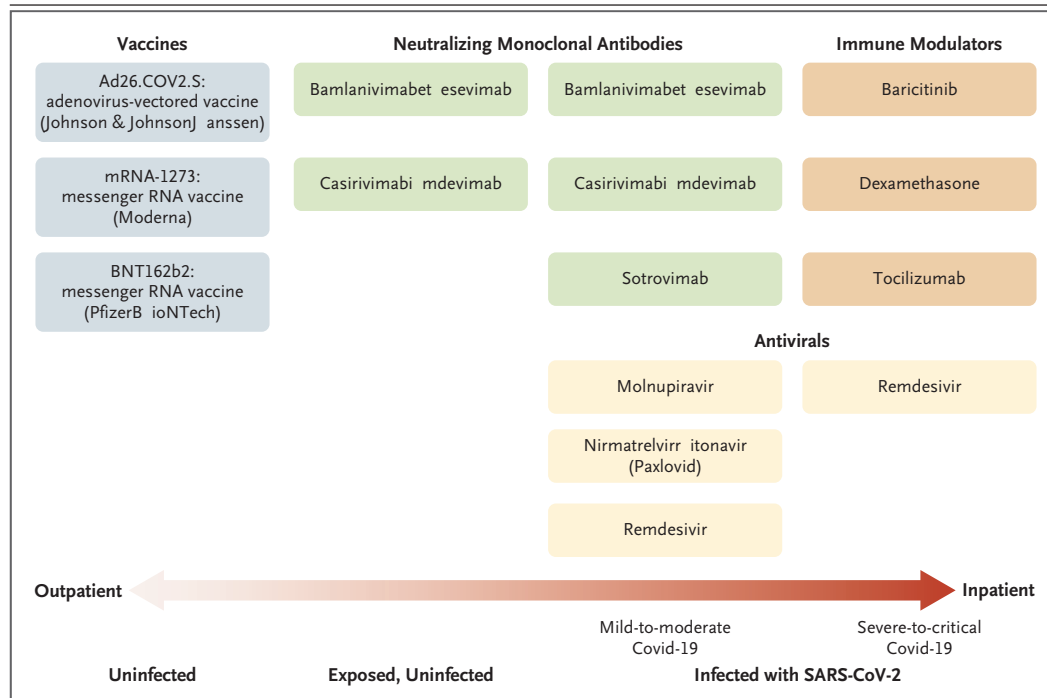 Vaccines
Neutralizing Monoclonal Antibodies
Immune Modulators
Ad26.COV2.S:
adenovirus-vectored vaccine
(Johnson & JohnsonJ anssen)
Bamlanivimabet esevimab
Bamlanivimabet esevimab
Baricitinib
mRNA-1273:
messenger RNA vaccine
(Moderna)
Casirivimabi mdevimab
Casirivimabi mdevimab
Dexamethasone
BNT162b2:
messenger RNA vaccine
(PfizerB ioNTech)
Sotrovimab
Tocilizumab
Antivirals
Molnupiravir
Remdesivir
Nirmatrelvirr itonavir
(Paxlovid)
Remdesivir
Outpatient
Inpatient
Mild-to-moderate
Covid-19
Severe-to-critical
Covid-19
Uninfected
Exposed, Uninfected
Infected with SARS-CoV-2